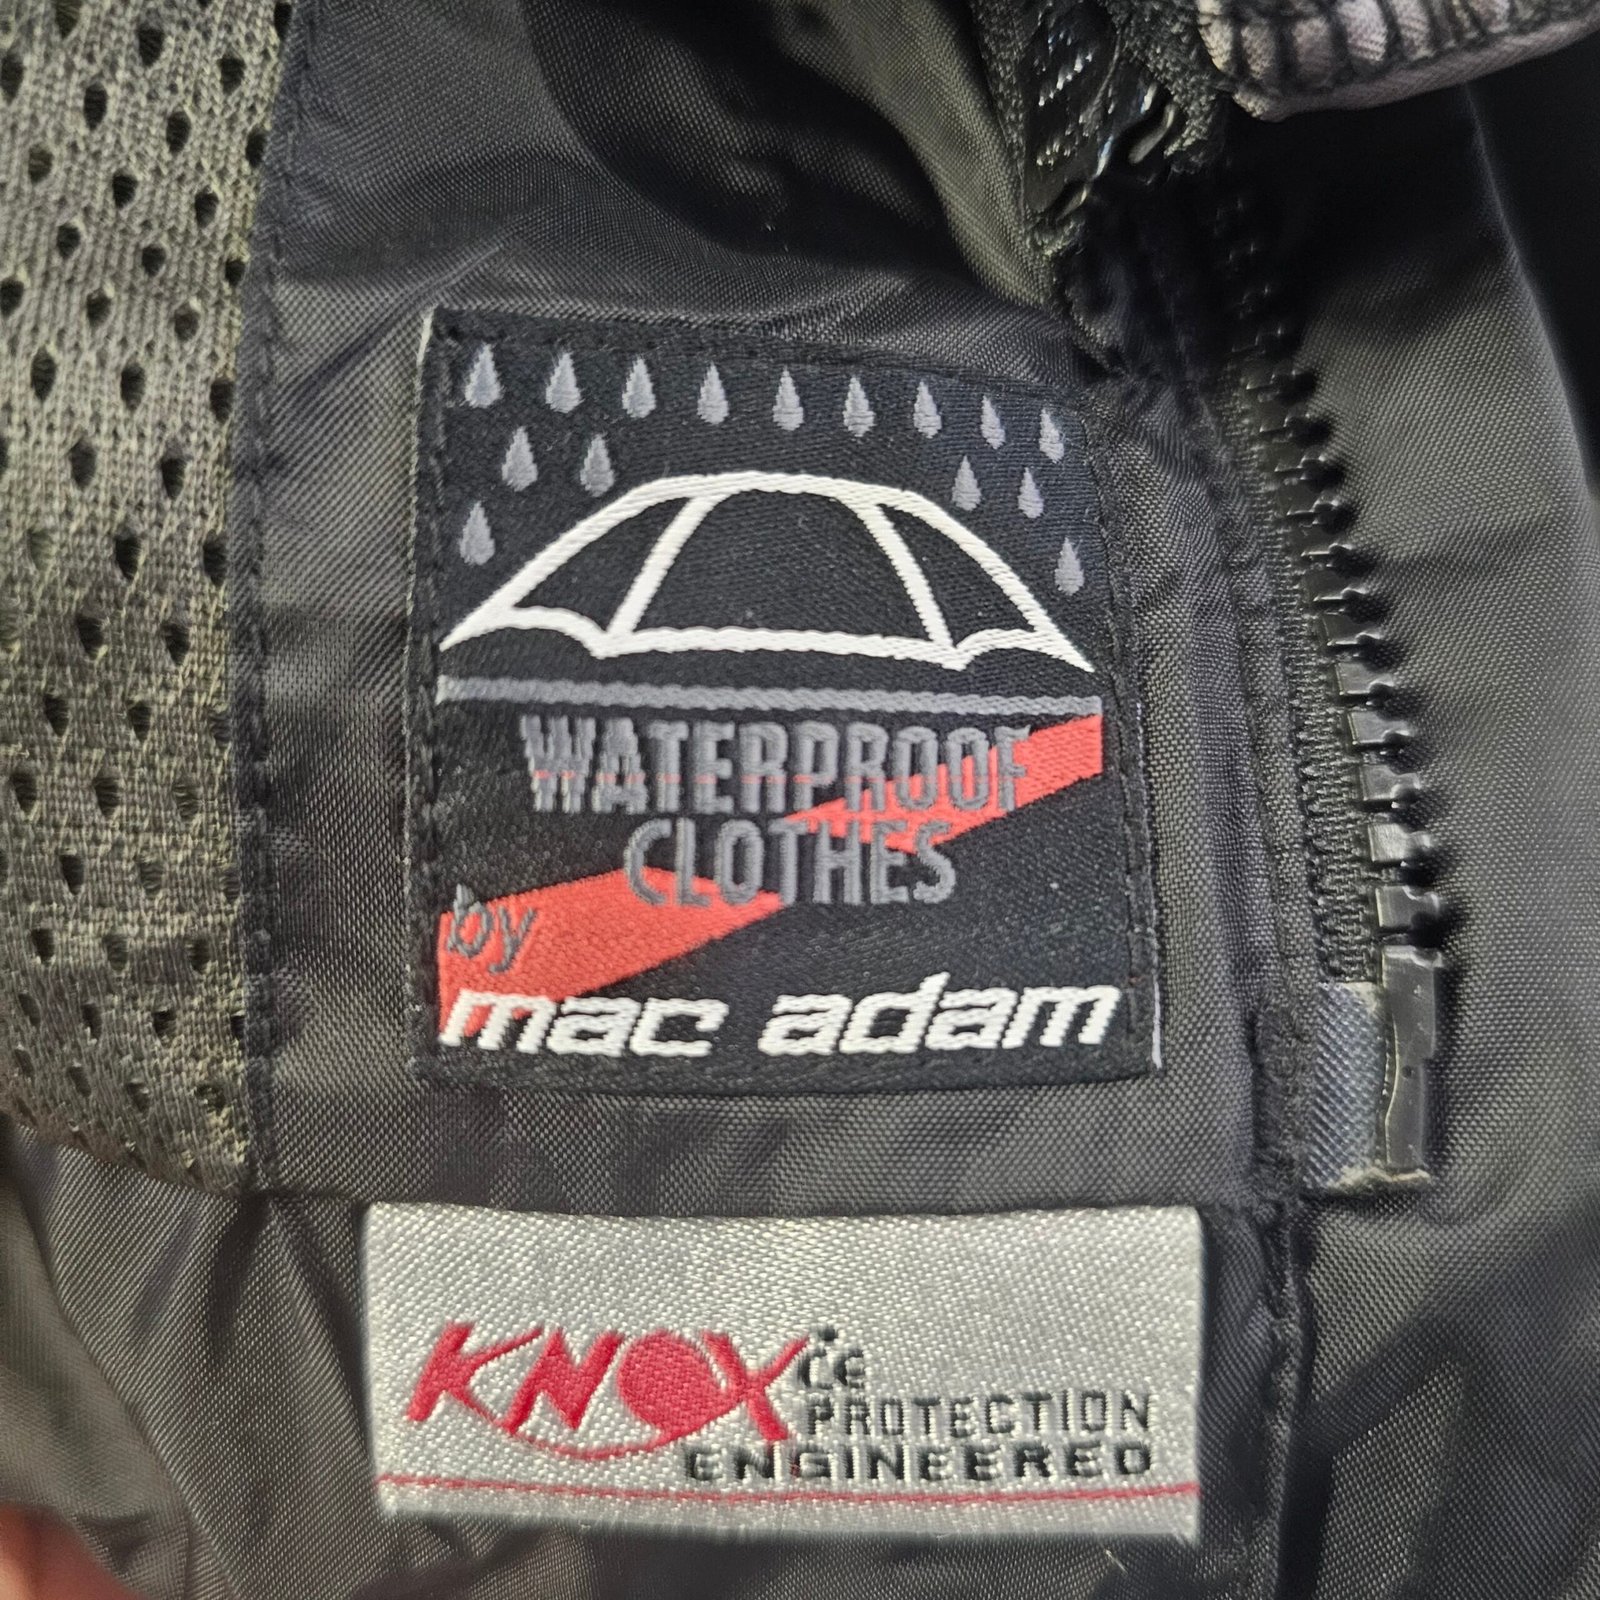 WATERPROOF
CLOTHES
by
mac adam
KNOX
CE
PROTECTION
ENGINEERED